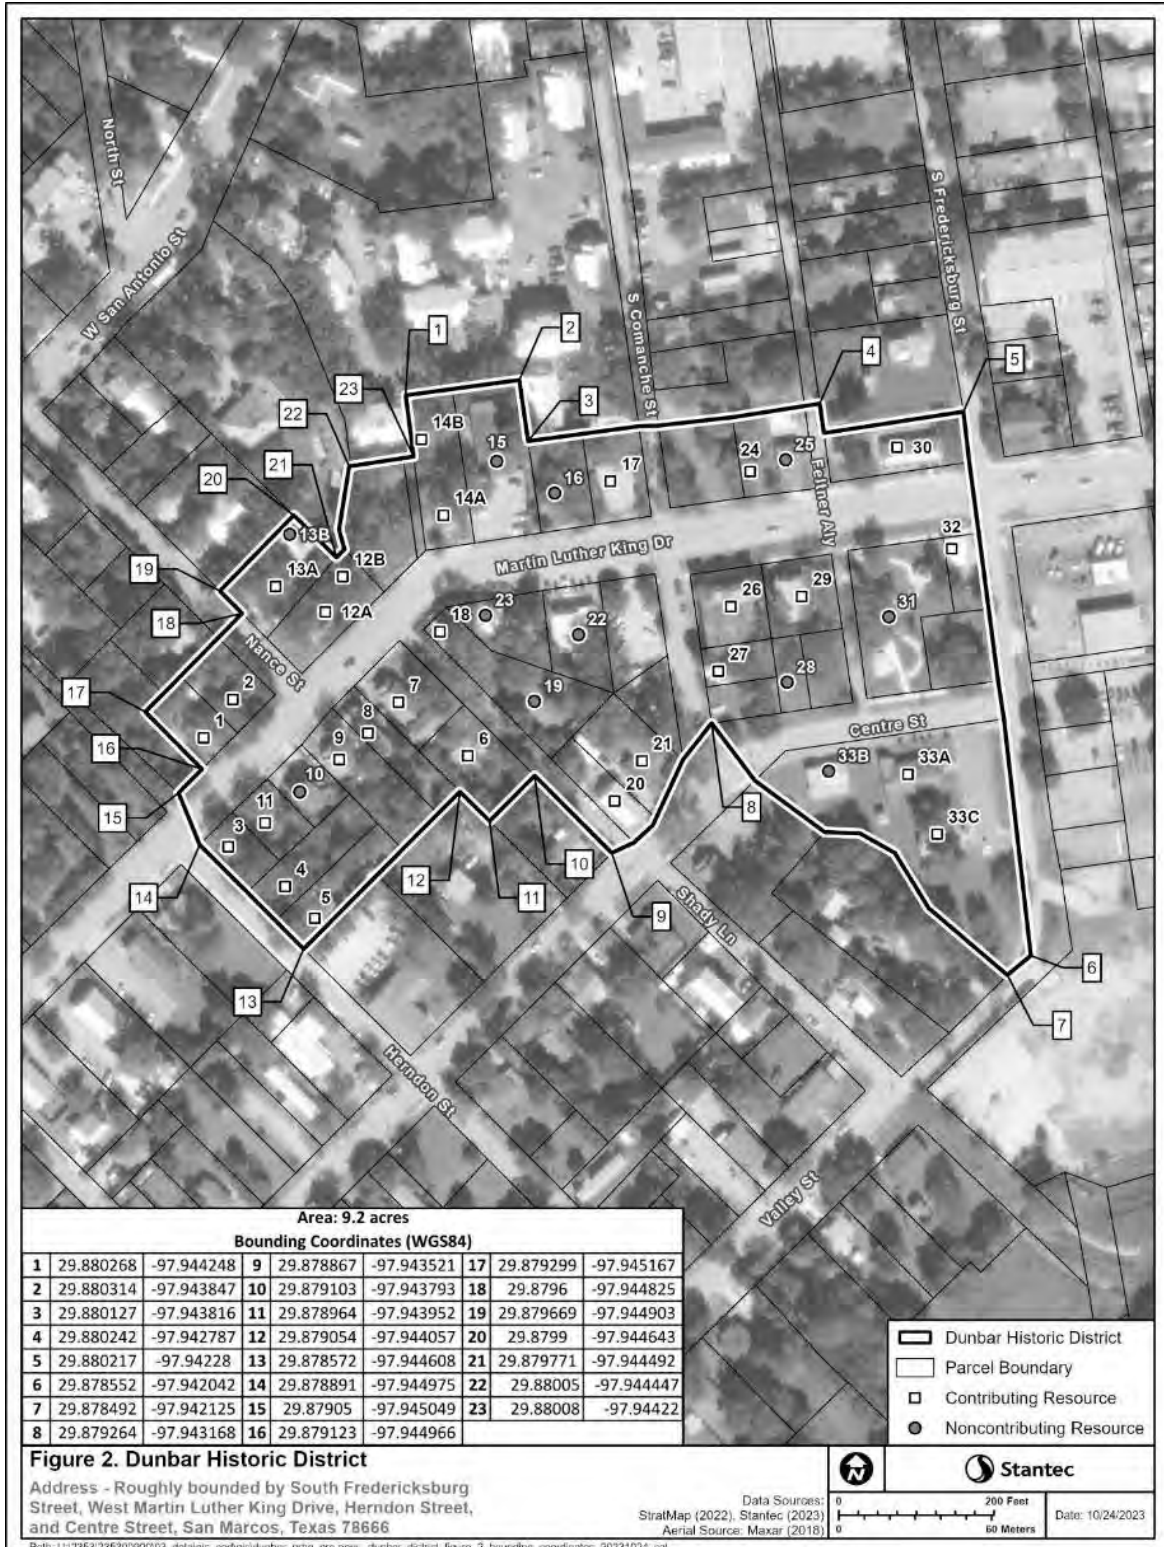 North St
W San Antonio St
S Comanche St
S Fredericksburg St
1
2
3
4
5
23
22
21
20
14B
15
14A
16
17
24
25
30
Feltner Aly
32
Martin Luther King Dr
13B
12B
13A
12A
19
18
Nance St
18
23
22
26
29
31
27
28
2
1
17
16
7
8
9
10
6
19
21
20
Centre St
33B
33A
33C
8
15
11
3
4
5
14
12
11
10
9
Shady Ln
6
7
13
Herndon St
Valley St
Area: 9.2 acres
Bounding Coordinates (WGS84)
1 29.880268 -97.944248 9 29.878867 -97.943521 17 29.879299 -97.945167
2 29.880314 -97.943847 10 29.879103 -97.943793 18 29.8796 -97.944825
3 29.880127 -97.943816 11 29.878964 -97.943952 19 29.879669 -97.944903
4 29.880242 -97.942787 12 29.879054 -97.944057 20 29.8799 -97.944643
5 29.880217 -97.94228 13 29.878572 -97.944608 21 29.879771 -97.944492
6 29.878552 -97.942042 14 29.878891 -97.944975 22 29.88005 -97.944447
7 29.878492 -97.942125 15 29.87905 -97.945049 23 29.88008 -97.94422
8 29.879264 -97.943168 16 29.879123 -97.944966
Dunbar Historic District
Parcel Boundary
Contributing Resource
Noncontributing Resource
Figure 2. Dunbar Historic District
Address - Roughly bounded by South Fredericksburg
Street, West Martin Luther King Drive, Herndon Street,
and Centre Street, San Marcos, Texas 78666
Data Sources:
StratMap (2022), Stantec (2023)
Aerial Source: Maxar (2018)
N
Stantec
0 200 Feet
0 60 Meters
Date: 10/24/2023